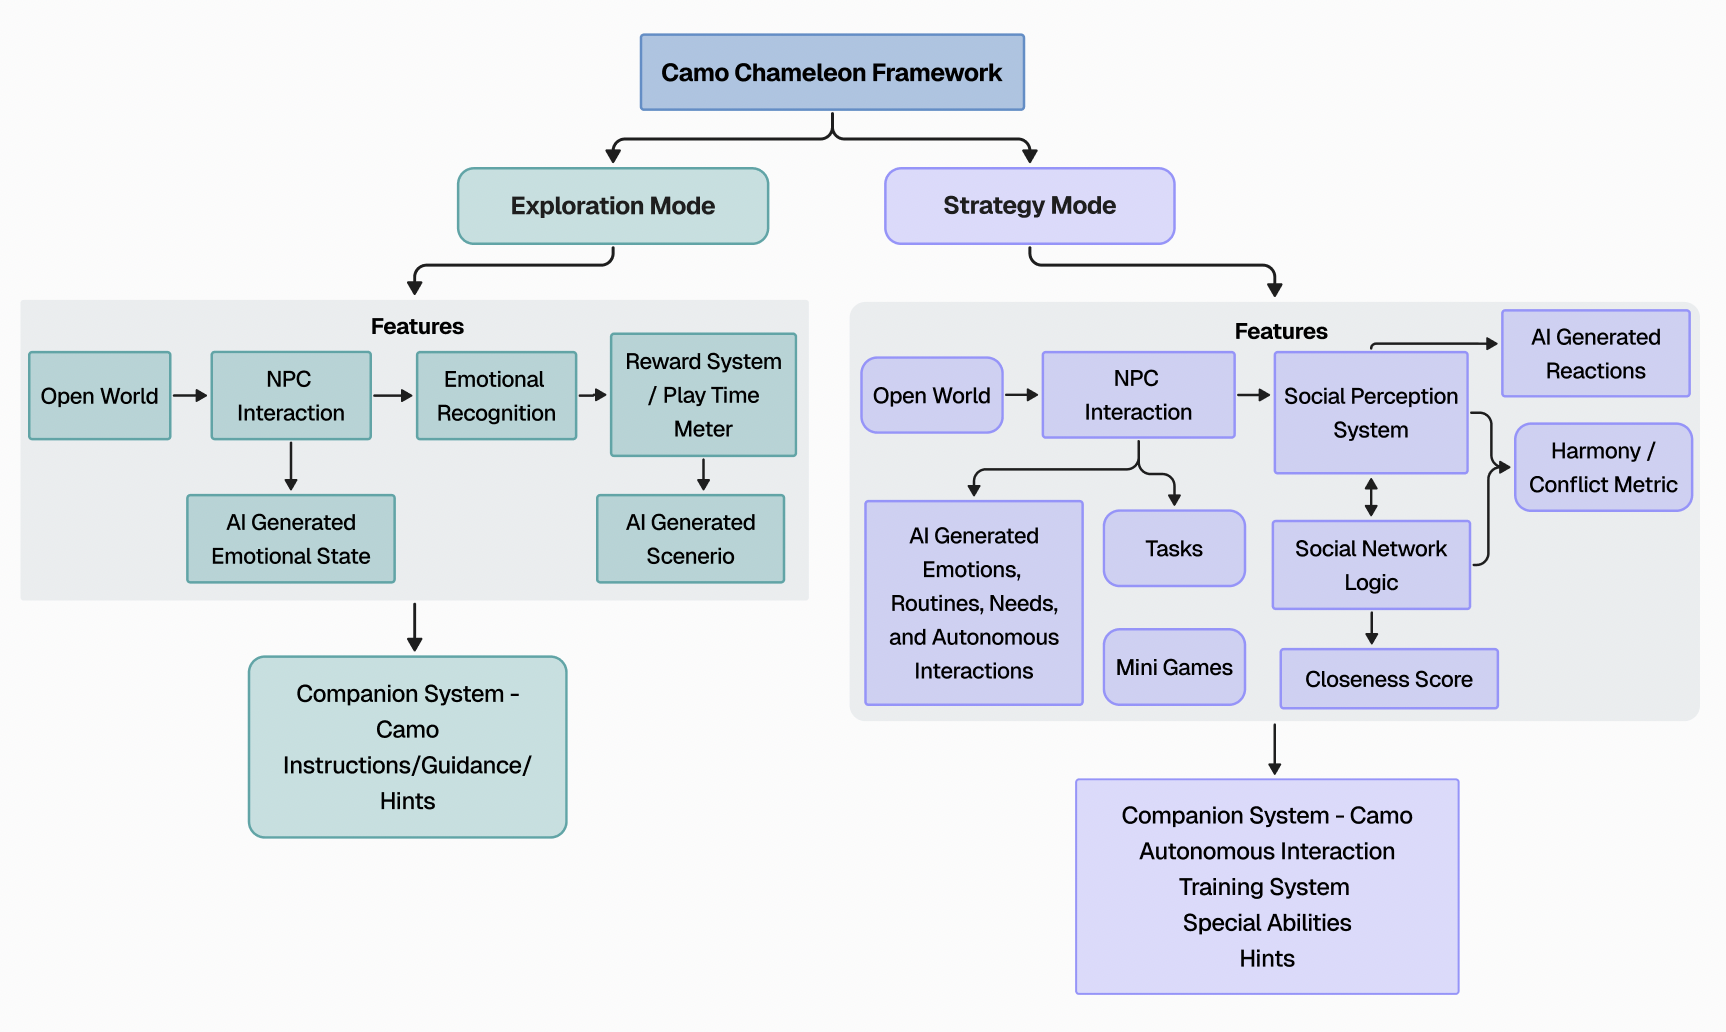 Camo Chameleon Framework
Exploration Mode
Strategy Mode
Features
Open World
NPC
Interaction
Emotional
Recognition
Reward System
/ Play Time
Meter
AI Generated
Emotional State
AI Generated
Scenerio
Companion System -
Camo
Instructions/Guidance/
Hints
Features
Open World
NPC
Interaction
Social Perception
System
AI Generated
Reactions
Harmony /
Conflict Metric
AI Generated
Emotions,
Routines, Needs,
and Autonomous
Interactions
Tasks
Mini Games
Social Network
Logic
Closeness Score
Companion System - Camo
Autonomous Interaction
Training System
Special Abilities
Hints